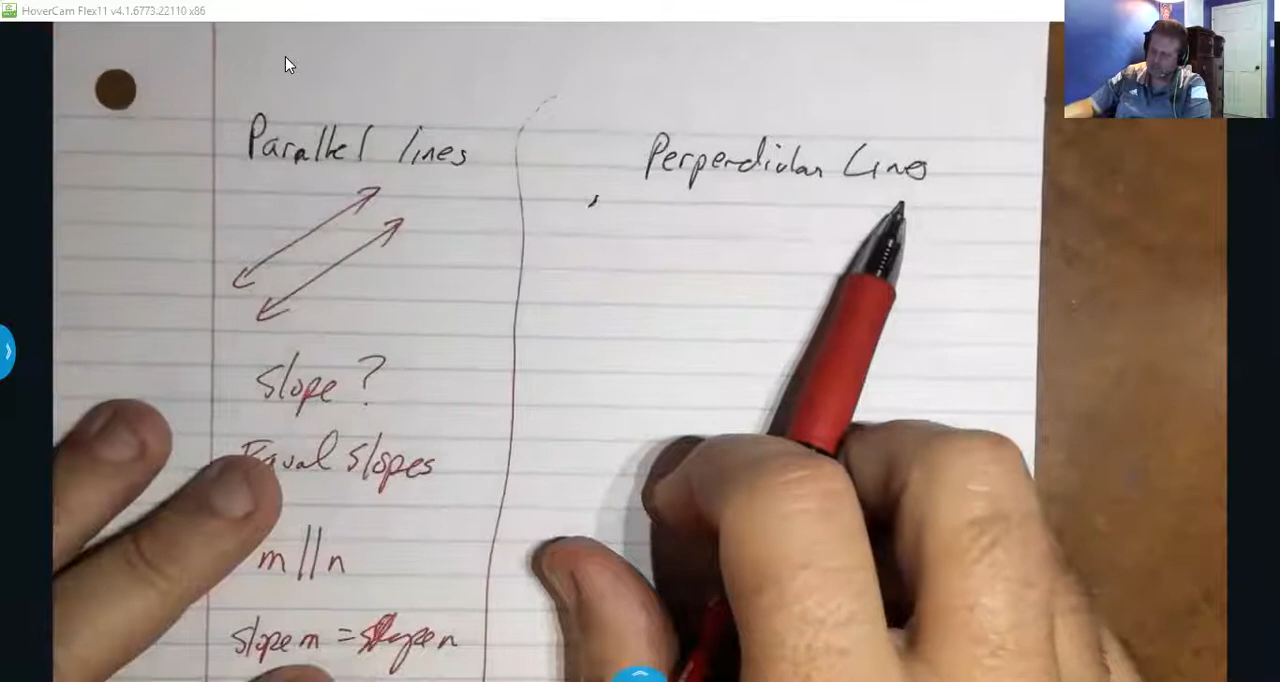 HoverCam Flex11 v4.1.6773.22110 x86
Parallel lines
Perpendicular Lines
slope?
Equal slopes
m || n
slope m = slope n